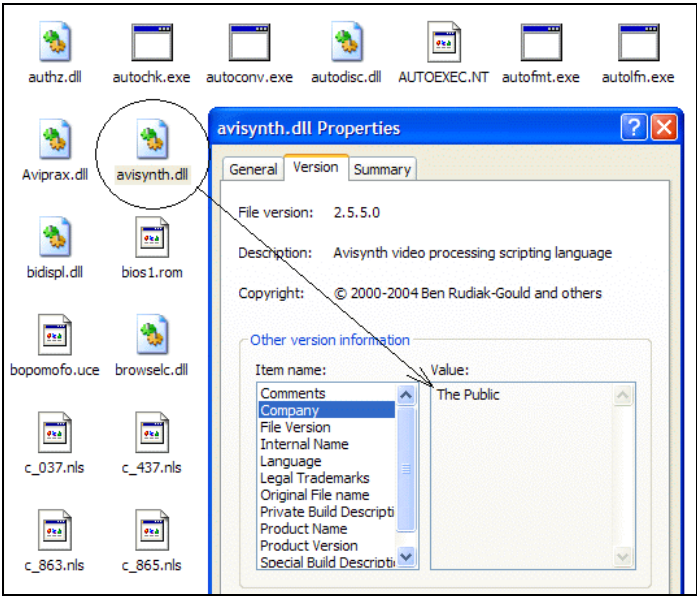 authz.dll autochk.exe autoconv.exe autodisc.dll AUTOEXEC.NT autofmt.exe autolfn.exe
Aviprax.dll avisynth.dll
bidispl.dll bios1.rom
bopomofo.uce browselc.dll
c_037.nls c_437.nls
c_863.nls c_865.nls
avisynth.dll Properties
General Version Summary
File version: 2.5.5.0
Description: Avisynth video processing scripting language
Copyright: © 2000-2004 Ben Rudiak-Gould and others
Other version information
Item name: Value:
Comments The Public
Company
File Version
Internal Name
Language
Legal Trademarks
Original File name
Private Build Descripti
Product Name
Product Version
Special Build Descripti